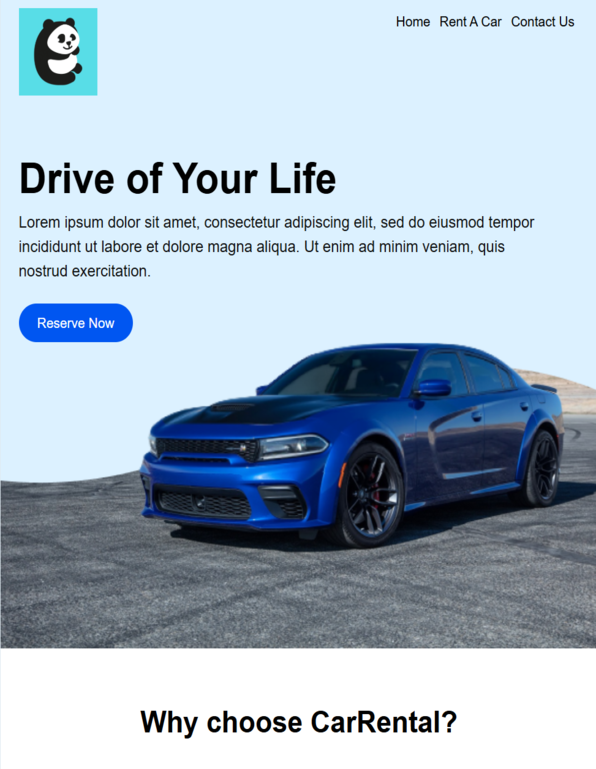 Home Rent A Car Contact Us
Drive of Your Life
Lorem ipsum dolor sit amet, consectetur adipiscing elit, sed do eiusmod tempor
incididunt ut labore et dolore magna aliqua. Ut enim ad minim veniam, quis
nostrud exercitation.
Reserve Now
Why choose CarRental?